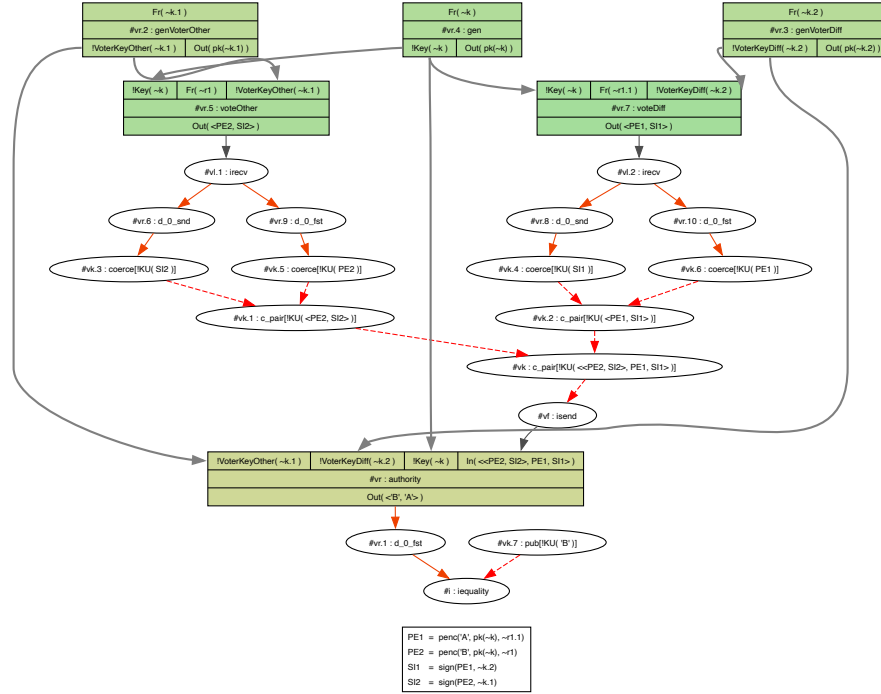 Fr( ~k.1 )
#vr.2 : genVoterOther
!VoterKeyOther( ~k.1 ) Out( pk(~k.1) )
Fr( ~k )
#vr.4 : gen
!Key( ~k ) Out( pk(~k) )
Fr( ~k.2 )
#vr.3 : genVoterDiff
!VoterKeyDiff( ~k.2 ) Out( pk(~k.2) )
!Key( ~k ) Fr( ~r1 ) !VoterKeyOther( ~k.1 )
#vr.5 : voteOther
Out( <PE2, SI2> )
!Key( ~k ) Fr( ~r1.1 ) !VoterKeyDiff( ~k.2 )
#vr.7 : voteDiff
Out( <PE1, SI1> )
#vl.1 : irecv
#vl.2 : irecv
#vr.6 : d_0_snd
#vr.9 : d_0_fst
#vr.8 : d_0_snd
#vr.10 : d_0_fst
#vk.3 : coerce[!KU( SI2 )]
#vk.5 : coerce[!KU( PE2 )]
#vk.4 : coerce[!KU( SI1 )]
#vk.6 : coerce[!KU( PE1 )]
#vk.1 : c_pair[!KU( <PE2, SI2> )]
#vk.2 : c_pair[!KU( <PE1, SI1> )]
#vk : c_pair[!KU( <<PE2, SI2>, PE1, SI1> )]
#vf : isend
!VoterKeyOther( ~k.1 ) !VoterKeyDiff( ~k.2 ) !Key( ~k ) In( <<PE2, SI2>, PE1, SI1> )
#vr : authority
Out( <'B', 'A'> )
#vr.1 : d_0_fst
#vk.7 : pub[!KU( 'B' )]
#i : iequality
PE1 = penc('A', pk(~k), ~r1.1)
PE2 = penc('B', pk(~k), ~r1)
SI1 = sign(PE1, ~k.2)
SI2 = sign(PE2, ~k.1)